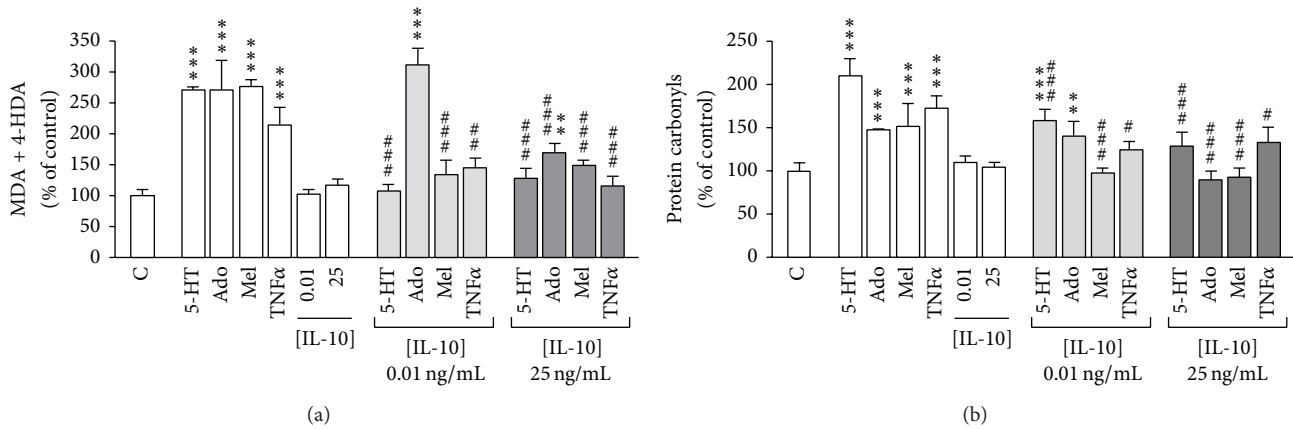 MDA + 4-HDA
(% of control)
350
300
250
200
150
100
50
0
***
***
***
***
***
###
###
##
###
###
**
###
###
C
5-HT
Ado
Mel
TNFα
0.01
25
[IL-10]
5-HT
Ado
Mel
TNFα
[IL-10]
0.01 ng/mL
5-HT
Ado
Mel
TNFα
[IL-10]
25 ng/mL
(a)
Protein carbonyls
(% of control)
250
200
150
100
50
0
***
***
***
***
***
###
**
###
#
###
###
###
#
C
5-HT
Ado
Mel
TNFα
0.01
25
[IL-10]
5-HT
Ado
Mel
TNFα
[IL-10]
0.01 ng/mL
5-HT
Ado
Mel
TNFα
[IL-10]
25 ng/mL
(b)